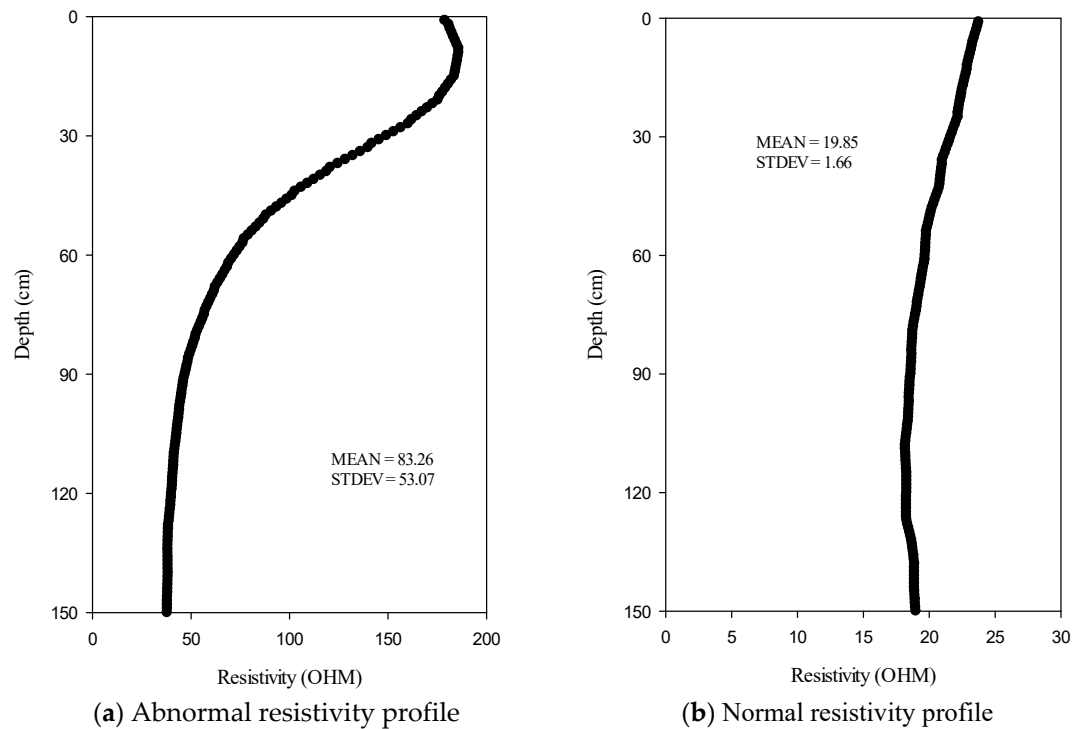 0
30
60
90
120
150
Depth (cm)
MEAN = 83.26
STDEV = 53.07
0 50 100 150 200
Resistivity (OHM)
(a) Abnormal resistivity profile
0
30
60
90
120
150
Depth (cm)
MEAN = 19.85
STDEV = 1.66
0 5 10 15 20 25 30
Resistivity (OHM)
(b) Normal resistivity profile